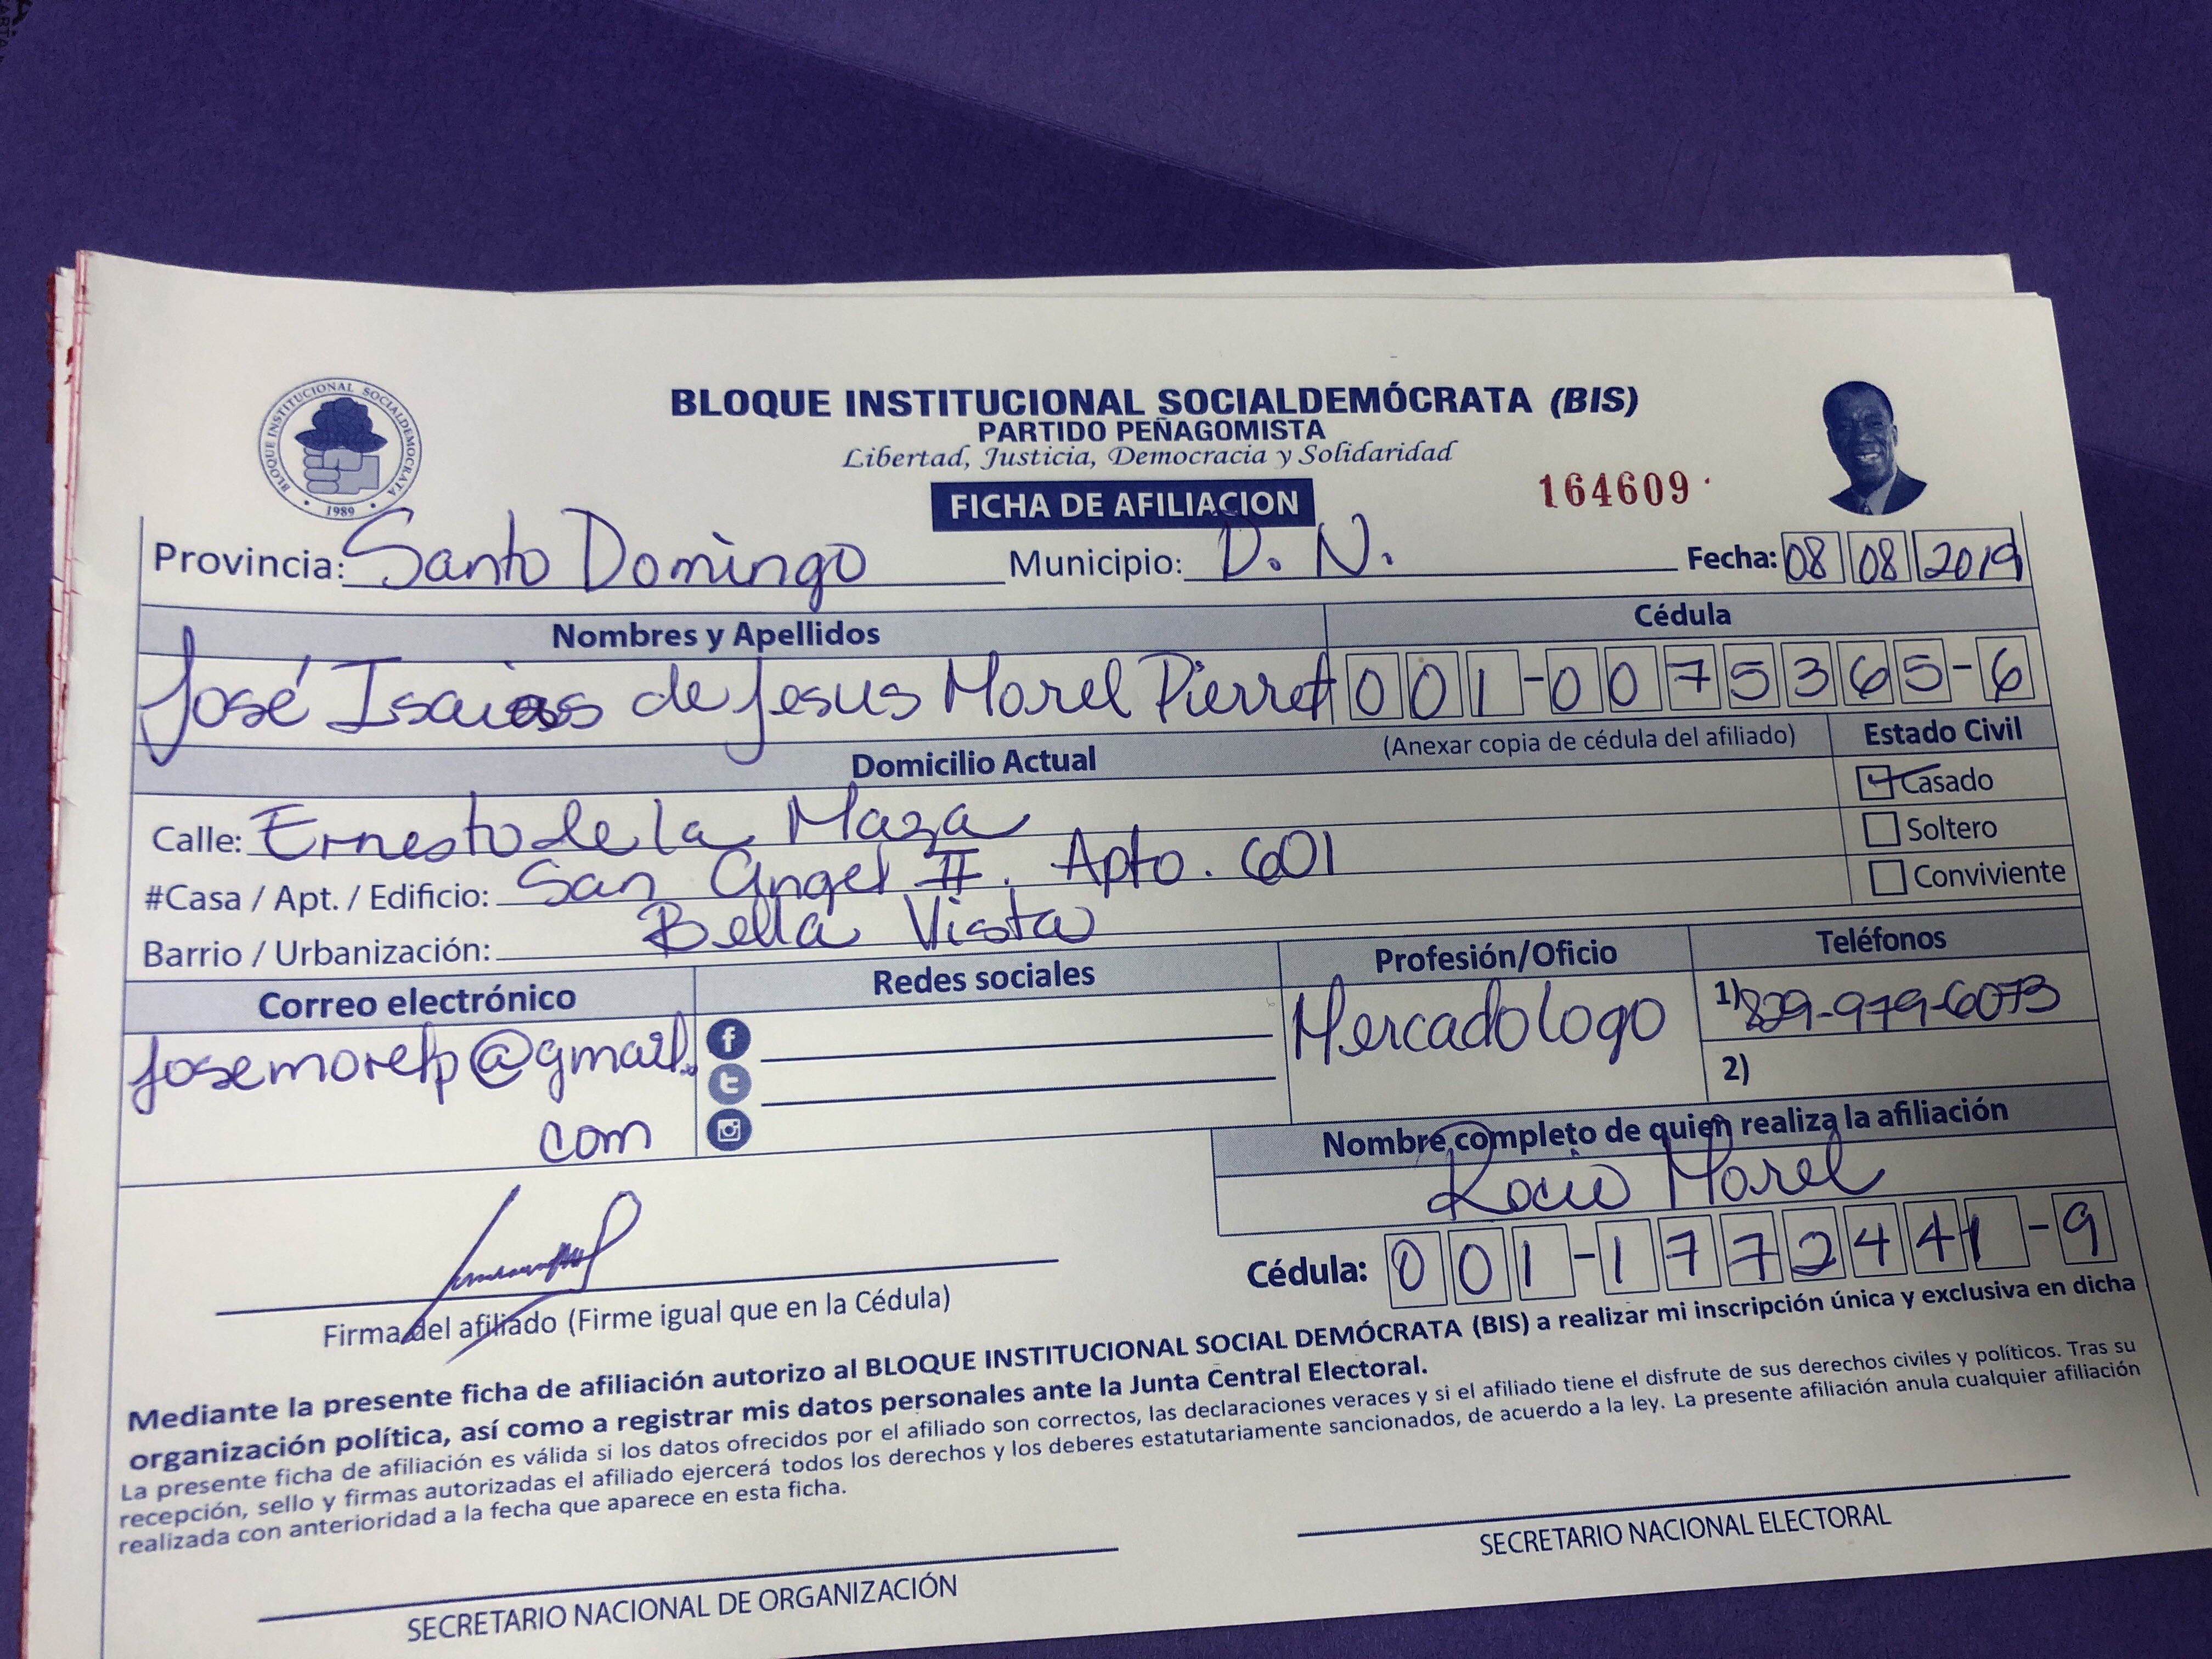 BLOQUE INSTITUCIONAL SOCIALDEMOCRATA
1989
BLOQUE INSTITUCIONAL SOCIALDEMÓCRATA (BIS)
PARTIDO PEÑAGOMISTA
Libertad, Justicia, Democracia y Solidaridad
FICHA DE AFILIACION
164609
Provincia: Santo Domingo Municipio: D. N. Fecha: 08 08 2019
Nombres y Apellidos Cédula
José Isaias de Jesus Morel Pierret 001-0075365-6
Domicilio Actual (Anexar copia de cédula del afiliado) Estado Civil
Calle: Ernesto de la Maza Casado
#Casa / Apt. / Edificio: San Angel II. Apto. 601 Soltero
Barrio / Urbanización: Bella Vista Conviviente
Correo electrónico Redes sociales Profesión/Oficio Teléfonos
josemorelp@gmail. Mercadologo 1) 829-979-6073
com 2)
Nombre completo de quien realiza la afiliación
Rocio Morel
Cédula: 001-1772441-9
Firma del afiliado (Firme igual que en la Cédula)
Mediante la presente ficha de afiliación autorizo al BLOQUE INSTITUCIONAL SOCIAL DEMÓCRATA (BIS) a realizar mi inscripción única y exclusiva en dicha
organización política, así como a registrar mis datos personales ante la Junta Central Electoral.
La presente ficha de afiliación es válida si los datos ofrecidos por el afiliado son correctos, las declaraciones veraces y si el afiliado tiene el disfrute de sus derechos civiles y políticos. Tras su
recepción, sello y firmas autorizadas el afiliado ejercerá todos los derechos y los deberes estatutariamente sancionados, de acuerdo a la ley. La presente afiliación anula cualquier afiliación
realizada con anterioridad a la fecha que aparece en esta ficha.
SECRETARIO NACIONAL DE ORGANIZACIÓN SECRETARIO NACIONAL ELECTORAL